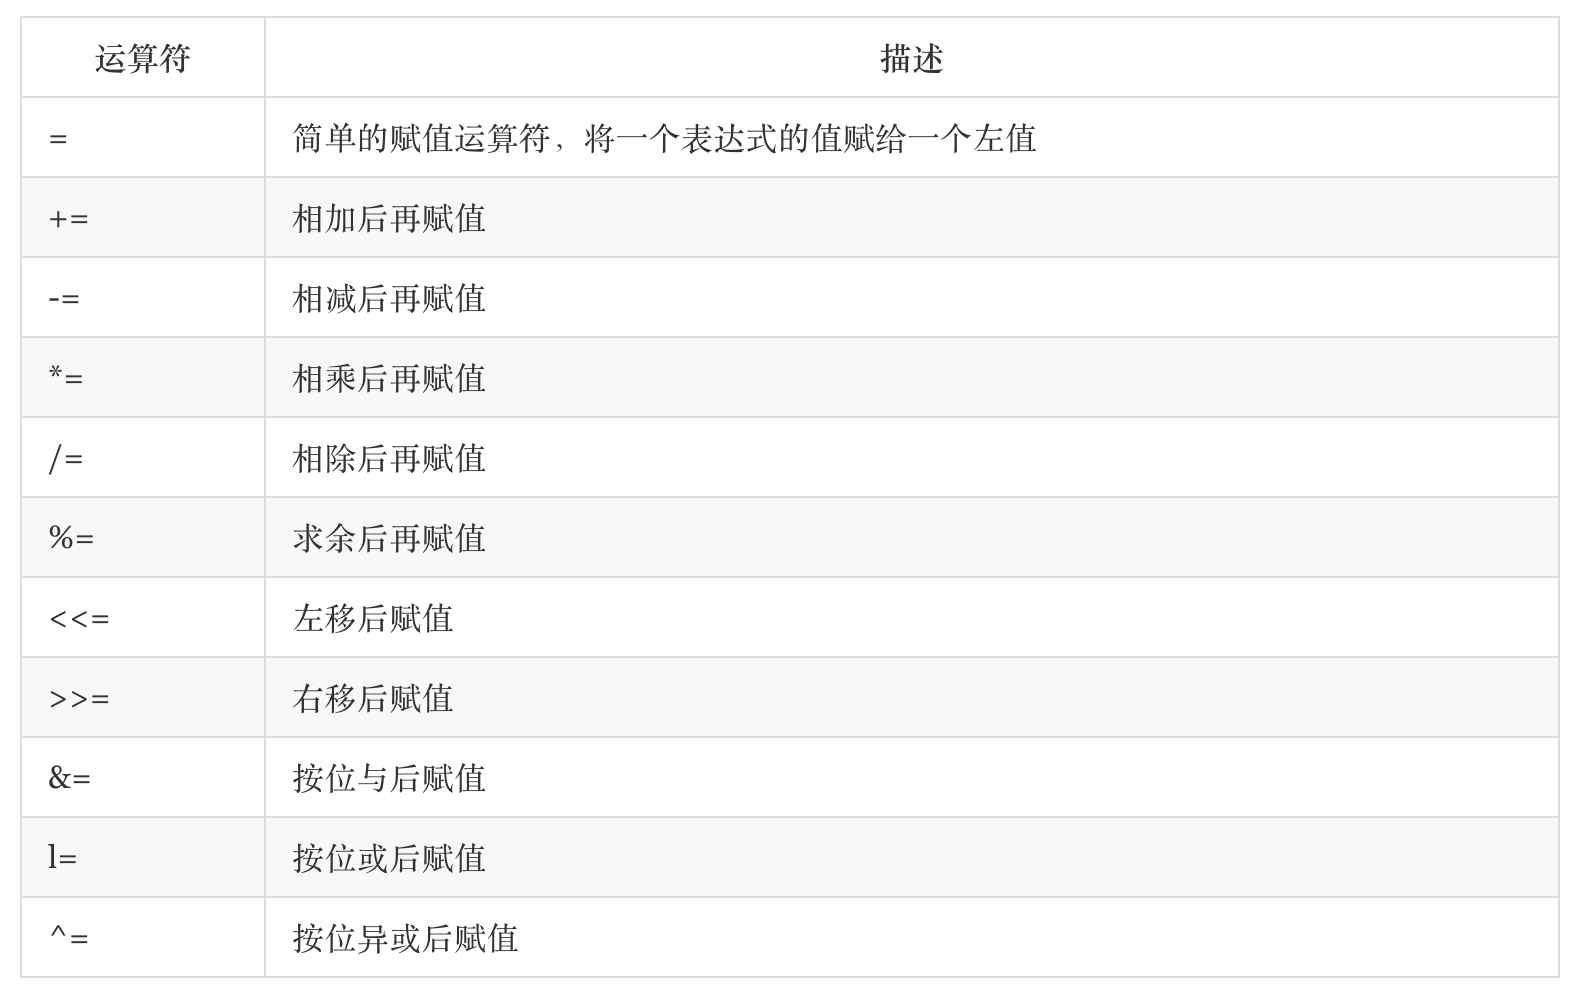 运算符 描述
= 简单的赋值运算符，将一个表达式的值赋给一个左值
+= 相加后再赋值
-= 相减后再赋值
*= 相乘后再赋值
/= 相除后再赋值
%= 求余后再赋值
<<= 左移后赋值
>>= 右移后赋值
&= 按位与后赋值
l= 按位或后赋值
^= 按位异或后赋值